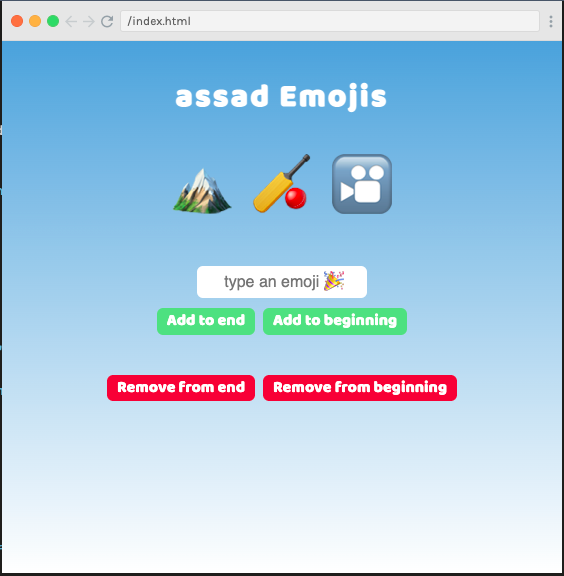 /index.html
assad Emojis
type an emoji 🎉
Add to end Add to beginning
Remove from end Remove from beginning